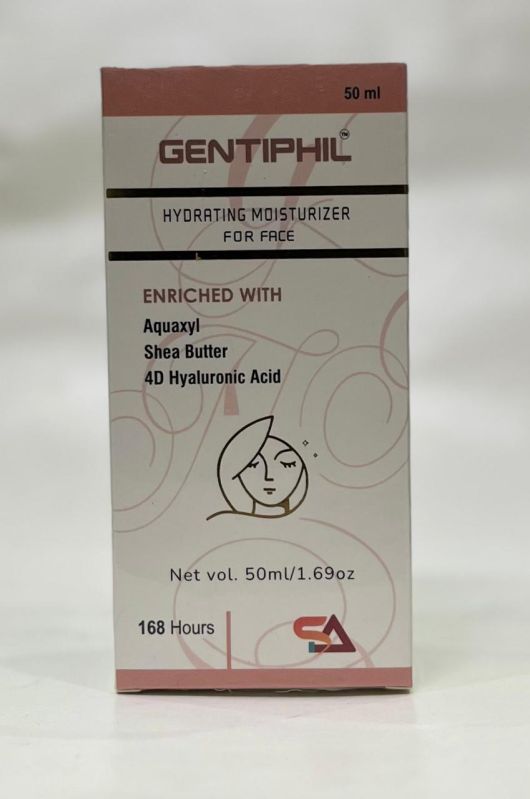 50 ml
GENTIPHIL™
HYDRATING MOISTURIZER
FOR FACE
ENRICHED WITH
Aquaxyl
Shea Butter
4D Hyaluronic Acid
Net vol. 50ml/1.69oz
168 Hours
SA